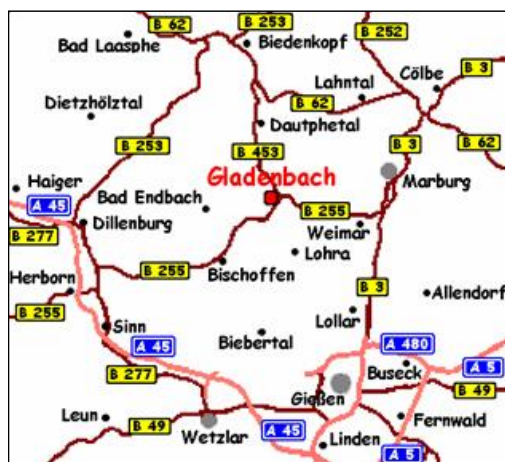 B 62
B 253
B 252
Bad Laasphe
Biedenkopf
B 3
Cölbe
Lahntal
B 62
Dietzhölztal
Dautphetal
B 253
B 453
B 3
B 62
Haiger
Gladenbach
Marburg
A 45
Bad Endbach
Dillenburg
B 255
B 277
Weimar
Lohra
B 255
Bischoffen
Herborn
B 3
Allendorf
B 255
Lollar
Sinn
Biebertal
A 45
A 480
A 5
B 277
Buseck
Gießen
B 49
Leun
B 49
Fernwald
Wetzlar
A 45
Linden
A 5